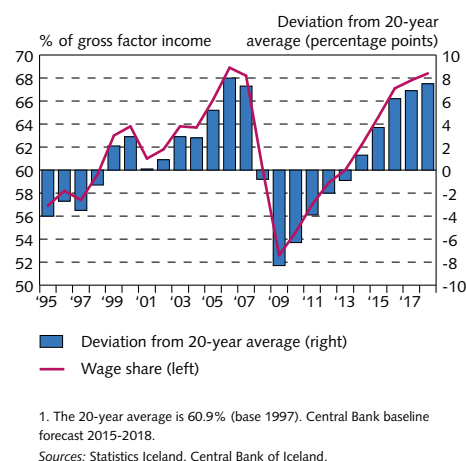 Deviation from 20-year
% of gross factor income average (percentage points)
70 10
68 8
66 6
64 4
62 2
60 0
58 -2
56 -4
54 -6
52 -8
50 -10
‘95 ‘97 ‘99 ‘01 ‘03 ‘05 ‘07 ‘09 ‘11 ‘13 ‘15 ‘17
Deviation from 20-year average (right)
Wage share (left)
1. The 20-year average is 60.9% (base 1997). Central Bank baseline
forecast 2015-2018.
Sources: Statistics Iceland, Central Bank of Iceland.